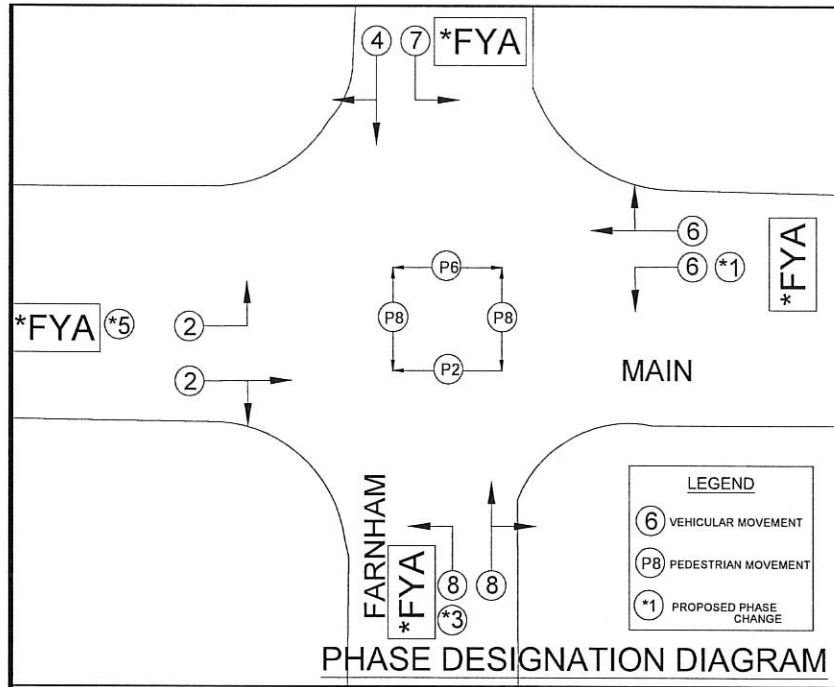 4 7 *FYA
6
6 *1 *FYA
P6
P8 P8
P2
*FYA *5 2
2
MAIN
FARNHAM
*FYA 8 8
*3
LEGEND
6 VEHICULAR MOVEMENT
P8 PEDESTRIAN MOVEMENT
*1 PROPOSED PHASE
CHANGE
PHASE DESIGNATION DIAGRAM